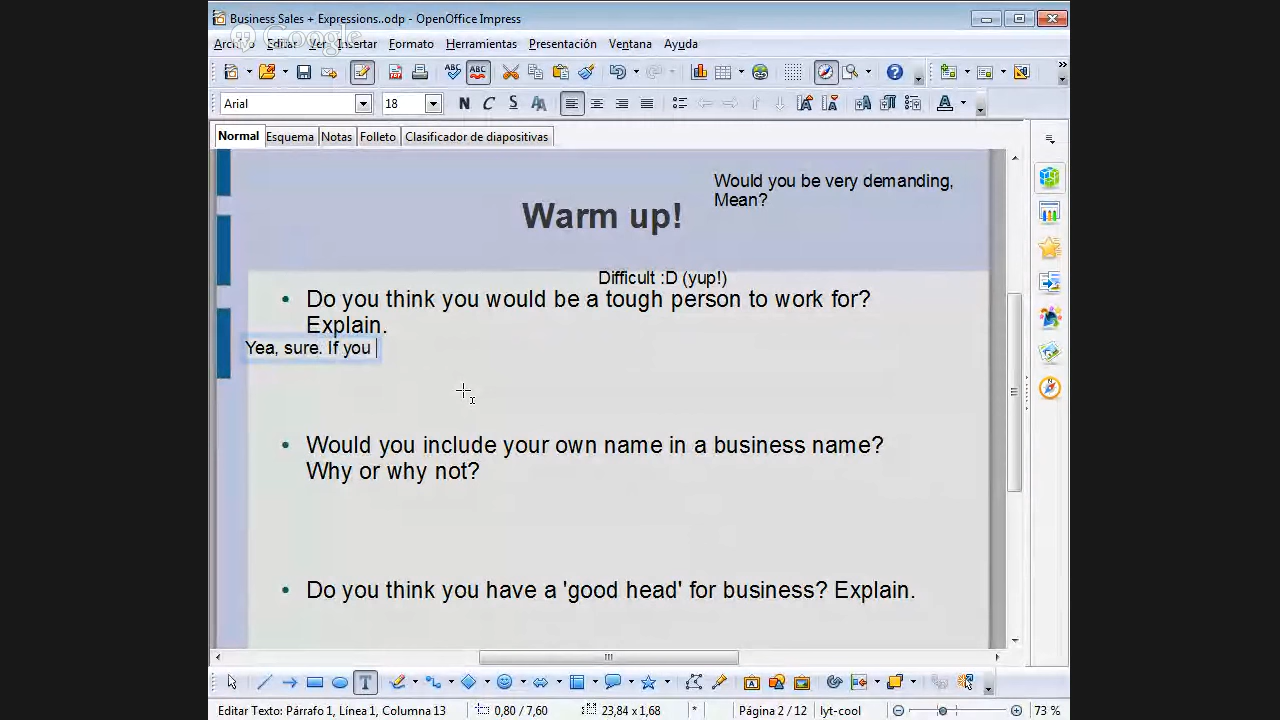 Business Sales + Expressions..odp - OpenOffice Impress
Google
Archivo Editar Ver Insertar Formato Herramientas Presentación Ventana Ayuda
Arial 18 N C S
Normal Esquema Notas Folleto Clasificador de diapositivas
Would you be very demanding,
Mean?
Warm up!
Difficult :D (yup!)
• Do you think you would be a tough person to work for?
Explain.
Yea, sure. If you
• Would you include your own name in a business name?
Why or why not?
• Do you think you have a 'good head' for business? Explain.
Editar Texto: Párrafo 1, Línea 1, Columna 13 0,80 / 7,60 23,84 x 1,68 * Página 2 / 12 lyt-cool 73 %